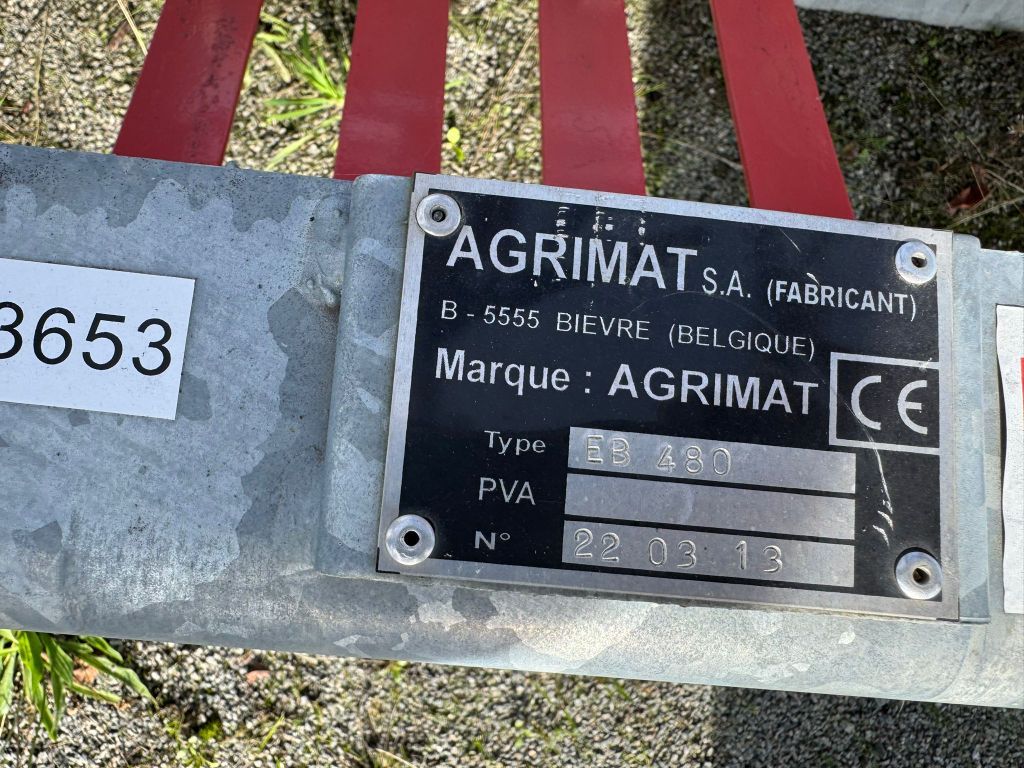 3653
AGRIMAT S.A. (FABRICANT)
B - 5555 BIEVRE (BELGIQUE)
Marque : AGRIMAT
CE
Type EB 480
PVA
N° 22 03 13